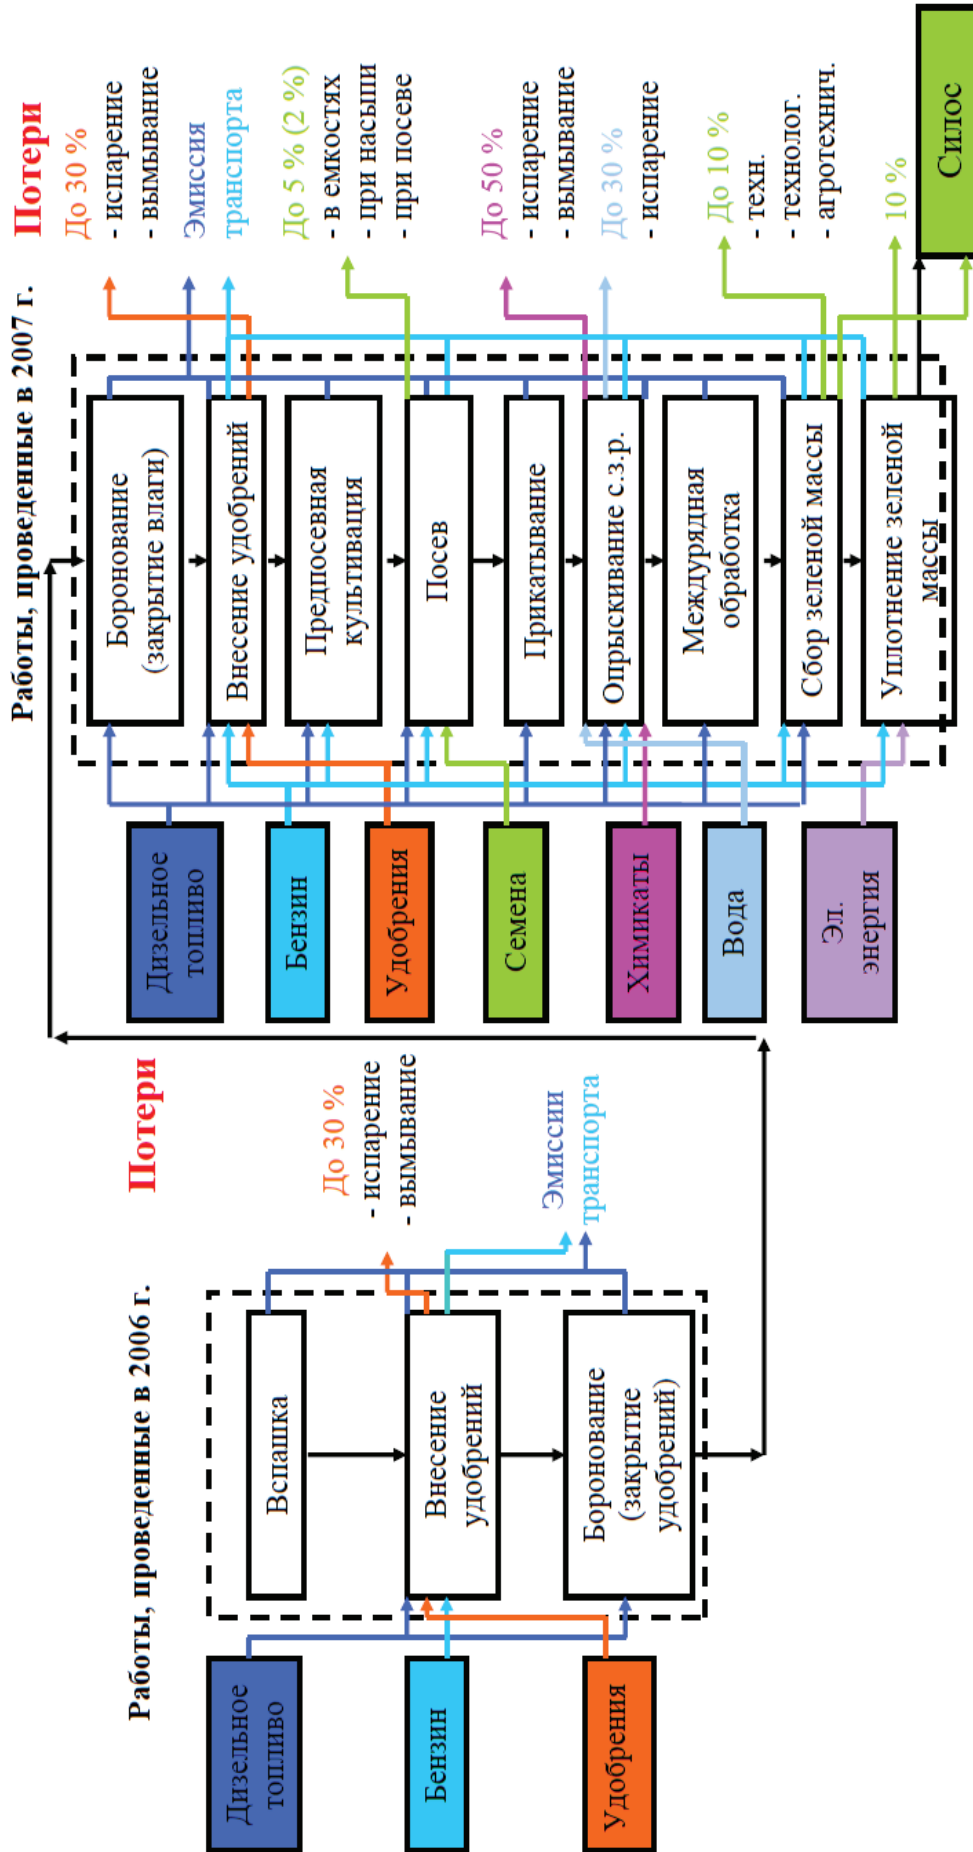 Работы, проведенные в 2006 г.
Потери
Дизельное
топливо
Бензин
Удобрения
Вспашка
Внесение
удобрений
Боронование
(закрытие
удобрений)
До 30 %
- испарение
- вымывание
Эмиссии
транспорта
Работы, проведенные в 2007 г.
Потери
Дизельное
топливо
Бензин
Удобрения
Семена
Химикаты
Вода
Эл.
энергия
Боронование
(закрытие влаги)
Внесение удобрений
Предпосевная
культивация
Посев
Прикатывание
Опрыскивание с.з.р.
Междурядная
обработка
Сбор зеленой массы
Уплотнение зеленой
массы
До 30 %
- испарение
- вымывание
Эмиссия
транспорта
До 5 % (2 %)
- в емкостях
- при насыпи
- при посеве
До 50 %
- испарение
- вымывание
До 30 %
- испарение
До 10 %
- техн.
- технолог.
- агротехнич.
10 %
Силос